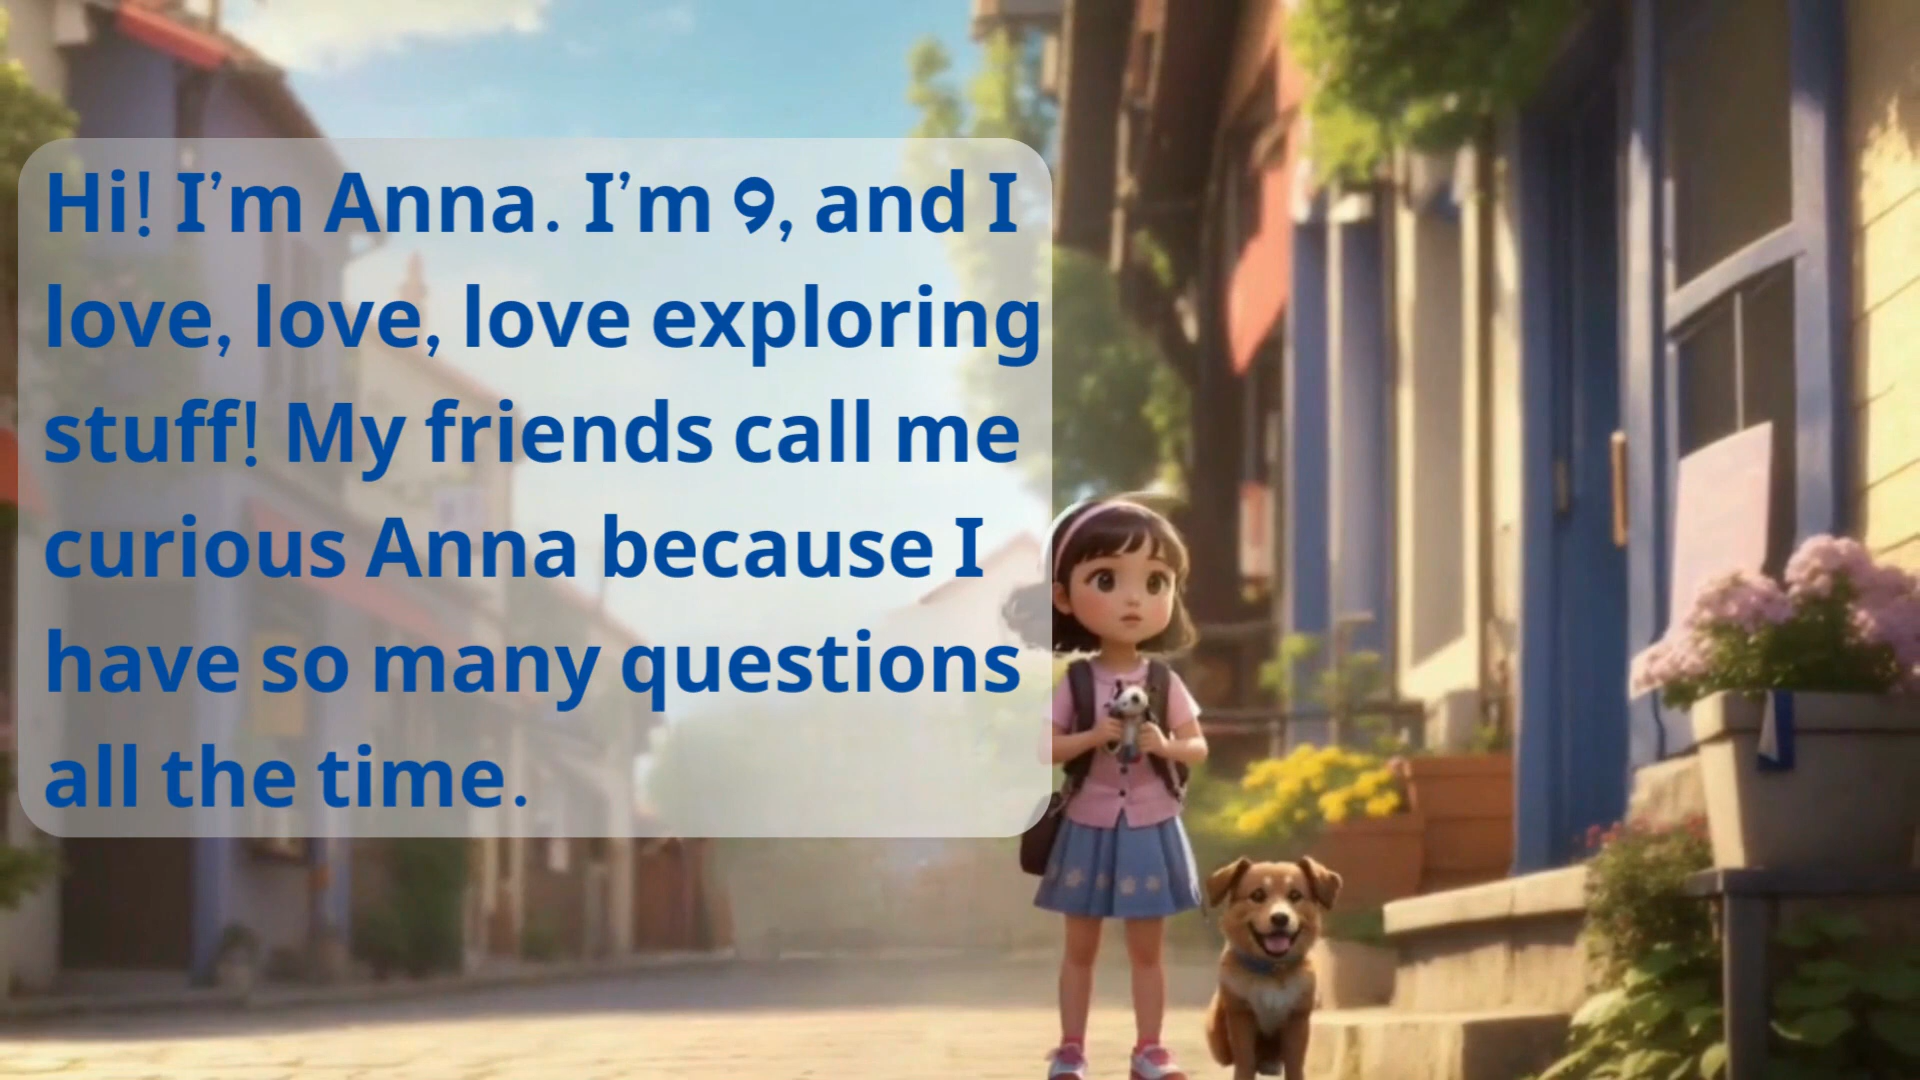 Hi! I’m Anna. I’m 9, and I
love, love, love exploring
stuff! My friends call me
curious Anna because I
have so many questions
all the time.